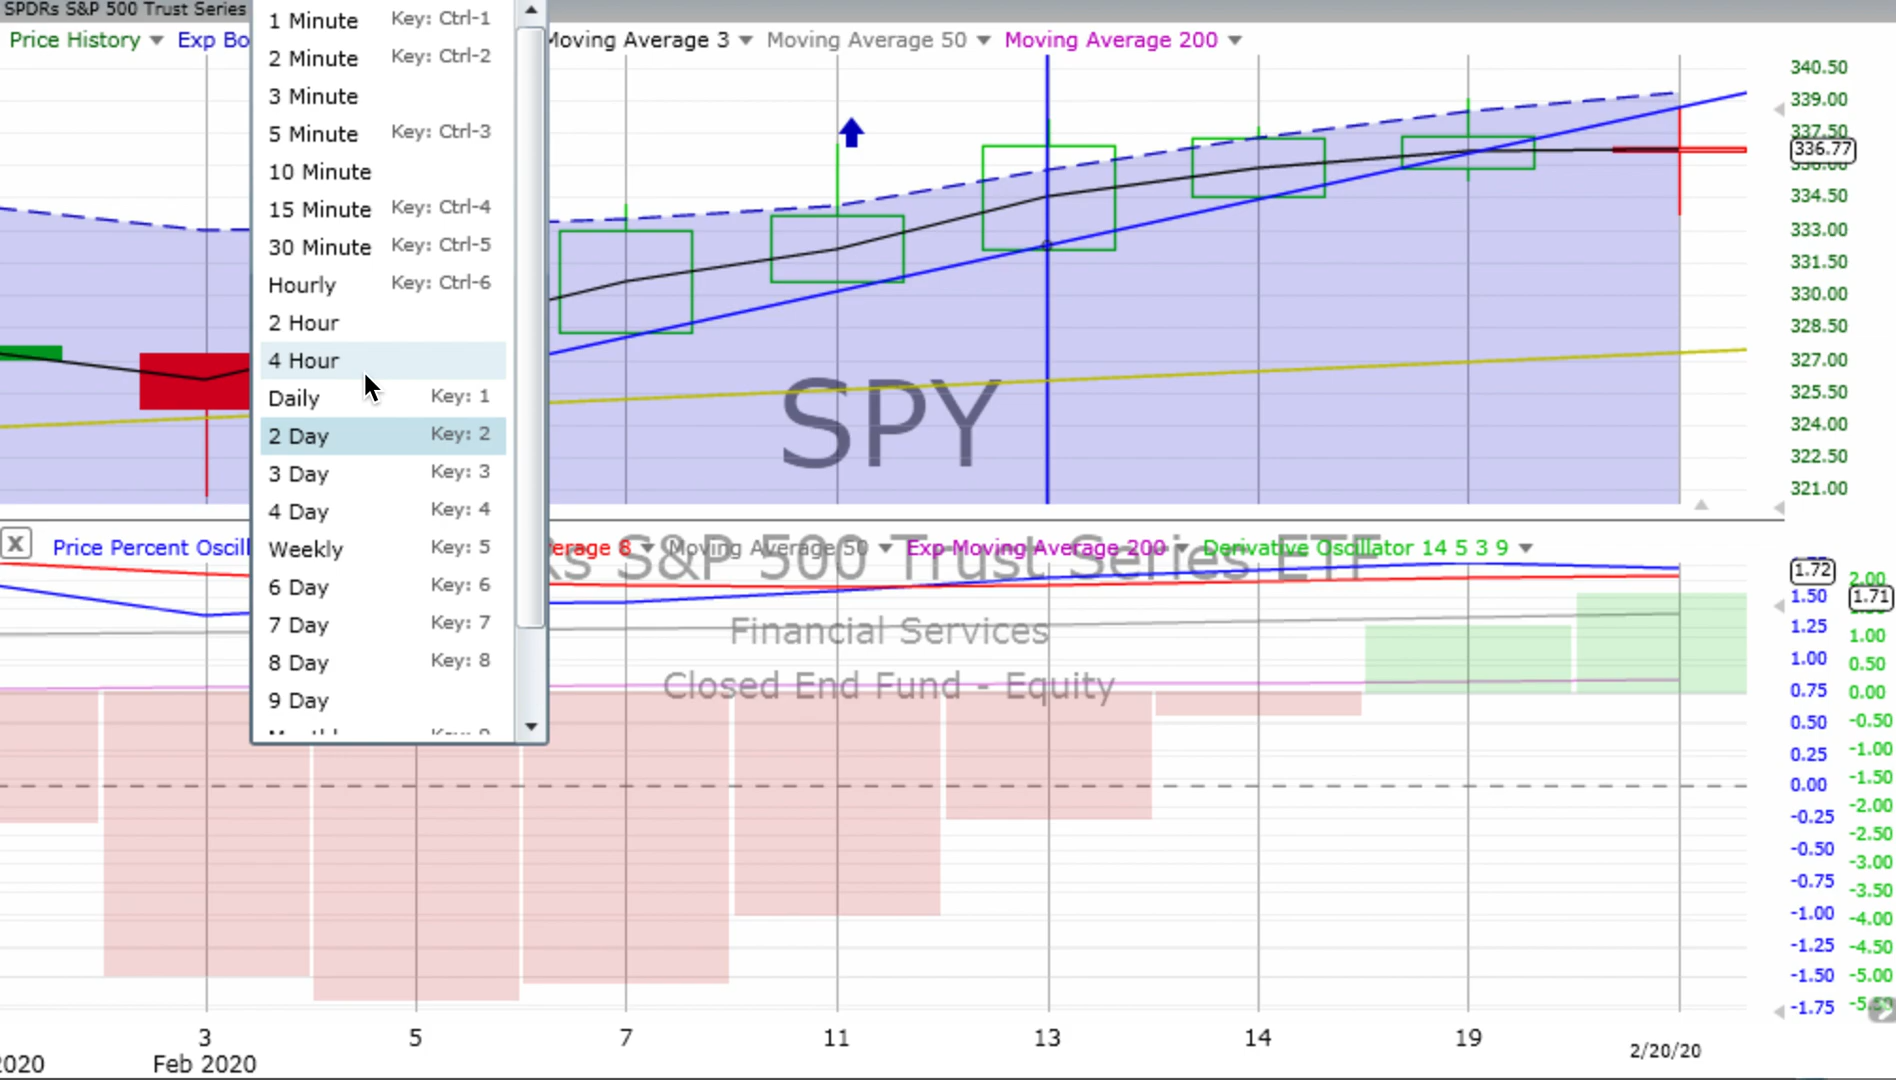 SPDRs S&P 500 Trust Series
Price History
Exp Bo
Moving Average 3
Moving Average 50
Moving Average 200
1 Minute Key: Ctrl-1
2 Minute Key: Ctrl-2
3 Minute
5 Minute Key: Ctrl-3
10 Minute
15 Minute Key: Ctrl-4
30 Minute Key: Ctrl-5
Hourly Key: Ctrl-6
2 Hour
4 Hour
Daily Key: 1
2 Day Key: 2
3 Day Key: 3
4 Day Key: 4
Weekly Key: 5
6 Day Key: 6
7 Day Key: 7
8 Day Key: 8
9 Day
340.50
339.00
337.50
336.77
334.50
333.00
331.50
330.00
328.50
327.00
325.50
324.00
322.50
321.00
SPY
X
Price Percent Oscill
erage 8
Moving Average 50
Exp Moving Average 200
Derivative Oscillator 14 5 3 9
Rs S&P 500 Trust Series ETF
Financial Services
Closed End Fund - Equity
1.72
1.50
1.25
1.00
0.75
0.50
0.25
0.00
-0.25
-0.50
-0.75
-1.00
-1.25
-1.50
-1.75
2.00
1.71
1.00
0.50
0.00
-0.50
-1.00
-1.50
-2.00
-2.50
-3.00
-3.50
-4.00
-4.50
-5.00
3 5 7 11 13 14 19
2020 Feb 2020 2/20/20